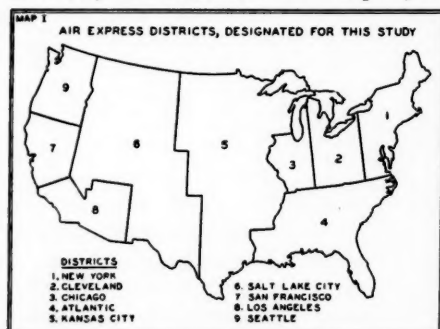 MAP I
AIR EXPRESS DISTRICTS, DESIGNATED FOR THIS STUDY
9
1
7
6
5
3
2
8
4
DISTRICTS
1, NEW YORK
2, CLEVELAND
3, CHICAGO
4, ATLANTIC
5, KANSAS CITY
6, SALT LAKE CITY
7 SAN FRANCISCO
8 LOS ANGELES
9 SEATTLE